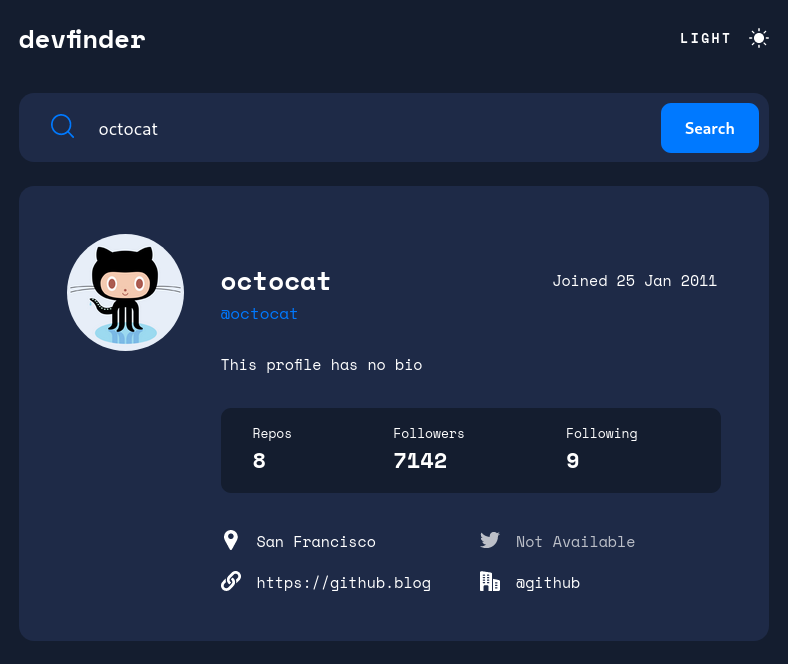 devfinder
LIGHT
octocat
Search
octocat
Joined 25 Jan 2011
@octocat
This profile has no bio
Repos
Followers
Following
8
7142
9
San Francisco
Not Available
https://github.blog
@github